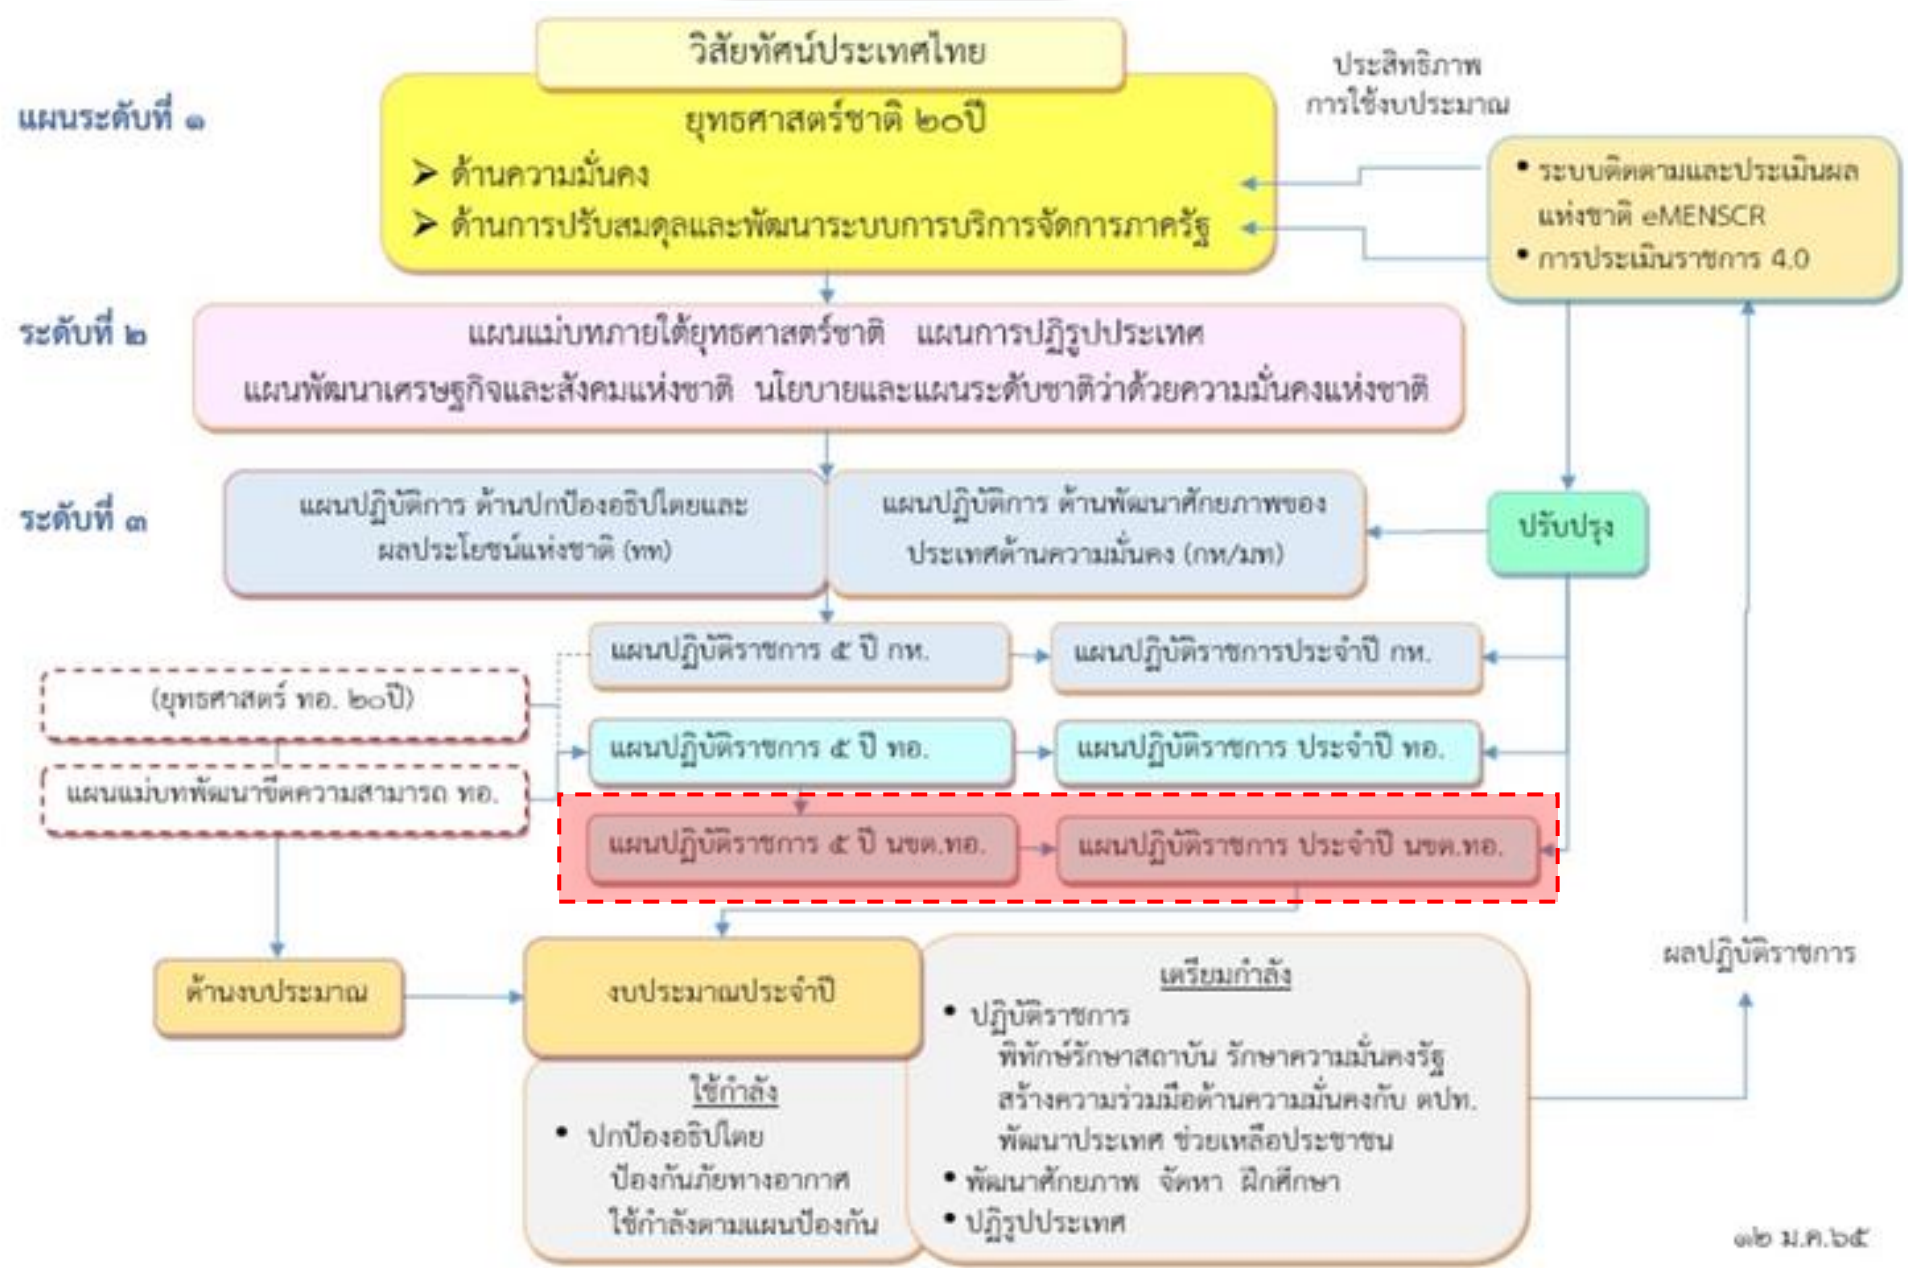 วิสัยทัศน์ประเทศไทย
ประสิทธิภาพ
การใช้งบประมาณ
แผนระดับที่ ๑
ยุทธศาสตร์ชาติ ๒๐ปี
➢ ด้านความมั่นคง
➢ ด้านการปรับสมดุลและพัฒนาระบบการบริการจัดการภาครัฐ
• ระบบติดตามและประเมินผล
แห่งชาติ eMENSCR
• การประเมินราชการ 4.0
ระดับที่ ๒
แผนแม่บทภายใต้ยุทธศาสตร์ชาติ แผนการปฏิรูปประเทศ
แผนพัฒนาเศรษฐกิจและสังคมแห่งชาติ นโยบายและแผนระดับชาติว่าด้วยความมั่นคงแห่งชาติ
ระดับที่ ๓
แผนปฏิบัติการ ด้านปกป้องอธิปไตยและ
ผลประโยชน์แห่งชาติ (ทท)
แผนปฏิบัติการ ด้านพัฒนาศักยภาพของ
ประเทศด้านความมั่นคง (กห/มท)
ปรับปรุง
แผนปฏิบัติราชการ ๕ ปี กห.
แผนปฏิบัติราชการประจำปี กห.
(ยุทธศาสตร์ ทอ. ๒๐ปี)
แผนปฏิบัติราชการ ๕ ปี ทอ.
แผนปฏิบัติราชการ ประจำปี ทอ.
แผนแม่บทพัฒนาขีดความสามารถ ทอ.
แผนปฏิบัติราชการ ๕ ปี นขต.ทอ.
แผนปฏิบัติราชการ ประจำปี นขต.ทอ.
ผลปฏิบัติราชการ
ด้านงบประมาณ
งบประมาณประจำปี
เตรียมกำลัง
• ปฏิบัติราชการ
พิทักษ์รักษาสถาบัน รักษาความมั่นคงรัฐ
สร้างความร่วมมือด้านความมั่นคงกับ ตปท.
พัฒนาประเทศ ช่วยเหลือประชาชน
• พัฒนาศักยภาพ จัดหา ฝึกศึกษา
• ปฏิรูปประเทศ
ใช้กำลัง
• ปกป้องอธิปไตย
ป้องกันภัยทางอากาศ
ใช้กำลังตามแผนป้องกัน
๑๒ ม.ค.๖๕